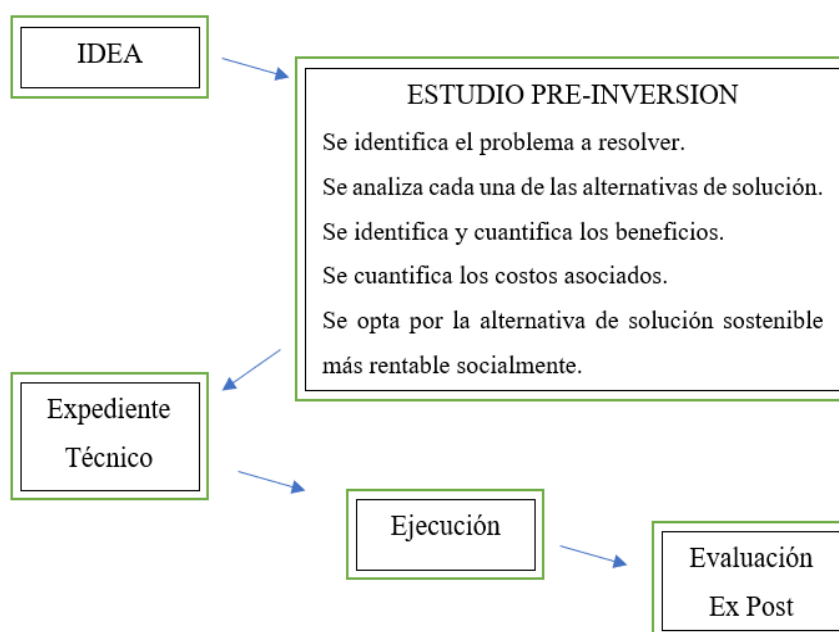 IDEA
ESTUDIO PRE-INVERSION
Se identifica el problema a resolver.
Se analiza cada una de las alternativas de solución.
Se identifica y cuantifica los beneficios.
Se cuantifica los costos asociados.
Se opta por la alternativa de solución sostenible
más rentable socialmente.
Expediente
Técnico
Ejecución
Evaluación
Ex Post